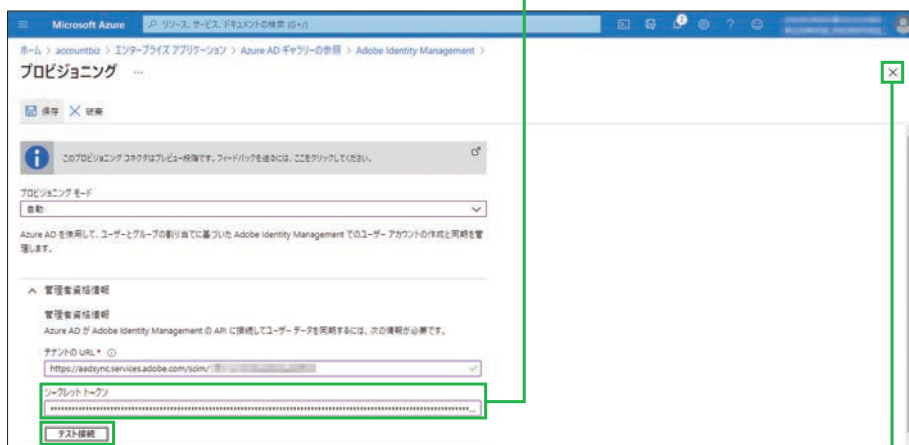 Microsoft Azure
リソース、サービス、ドキュメントの検索 (G+/)
ホーム > accountbiz > エンタープライズ アプリケーション > Azure AD ギャラリーの参照 > Adobe Identity Management >
プロビジョニング ...
保存 破棄
このプロビジョニング コネクタはプレビュー段階です。フィードバックを送るには、ここをクリックしてください。
プロビジョニング モード
自動
Azure AD を使用して、ユーザーとグループの割り当てに基づいた Adobe Identity Management でのユーザー アカウントの作成と同期を管
理します。
管理者資格情報
管理者資格情報
Azure AD が Adobe Identity Management の API に接続してユーザー データを同期するには、次の情報が必要です。
テナントの URL *
https://aadsync.services.adobe.com/scim/
シークレット トークン
テスト接続